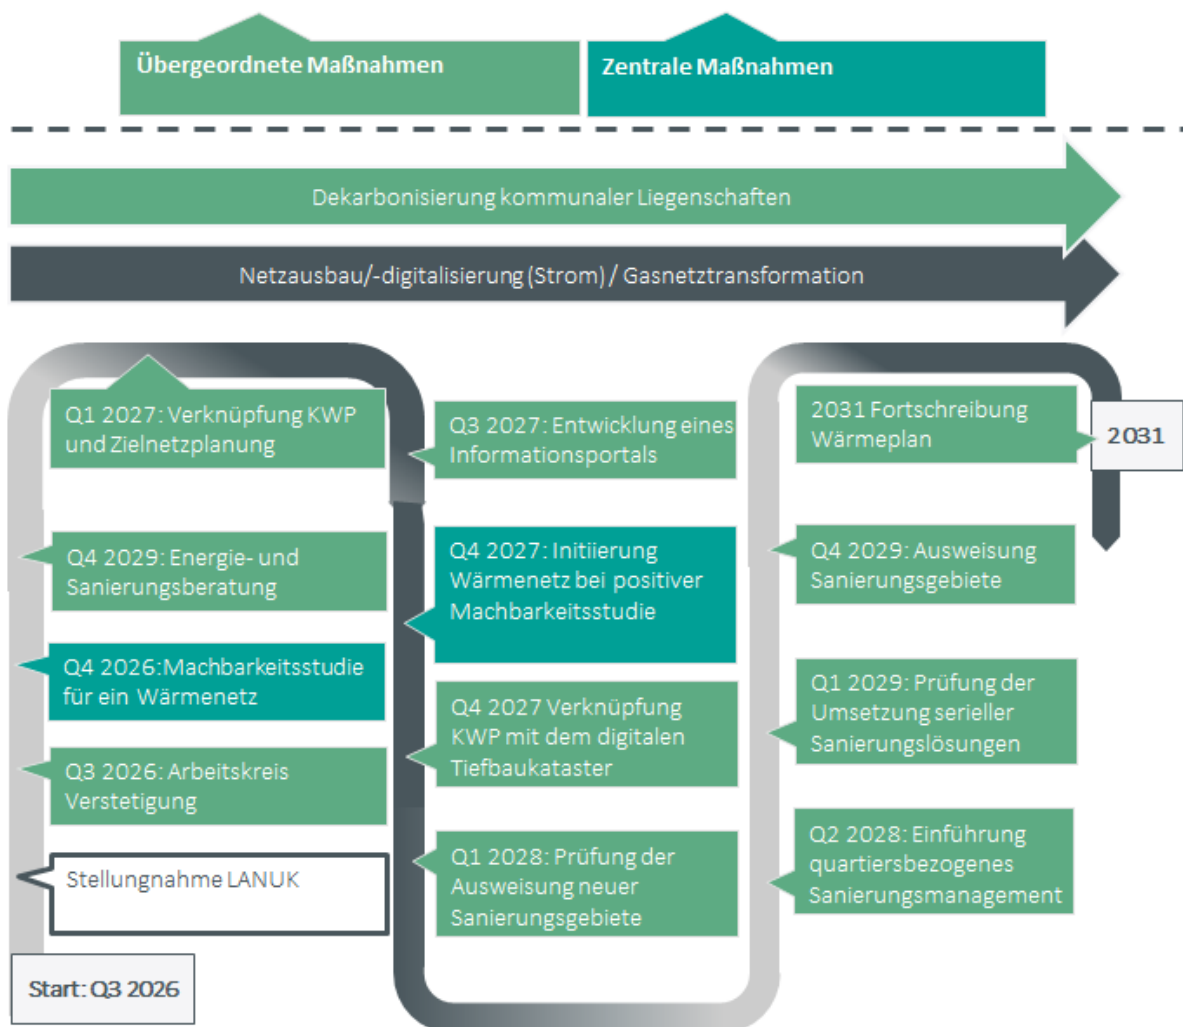 Übergeordnete Maßnahmen
Zentrale Maßnahmen
Dekarbonisierung kommunaler Liegenschaften
Netzausbau/-digitalisierung (Strom) / Gasnetztransformation
Q1 2027: Verknüpfung KWP
und Zielnetzplanung
Q4 2029: Energie- und
Sanierungsberatung
Q4 2026: Machbarkeitsstudie
für ein Wärmenetz
Q3 2026: Arbeitskreis
Verstetigung
Stellungnahme LANUK
Start: Q3 2026
Q3 2027: Entwicklung eines
Informationsportals
Q4 2027: Initiierung
Wärmenetz bei positiver
Machbarkeitsstudie
Q4 2027 Verknüpfung
KWP mit dem digitalen
Tiefbaukataster
Q1 2028: Prüfung der
Ausweisung neuer
Sanierungsgebiete
2031 Fortschreibung
Wärmeplan
2031
Q4 2029: Ausweisung
Sanierungsgebiete
Q1 2029: Prüfung der
Umsetzung serieller
Sanierungslösungen
Q2 2028: Einführung
quartiersbezogenes
Sanierungsmanagement